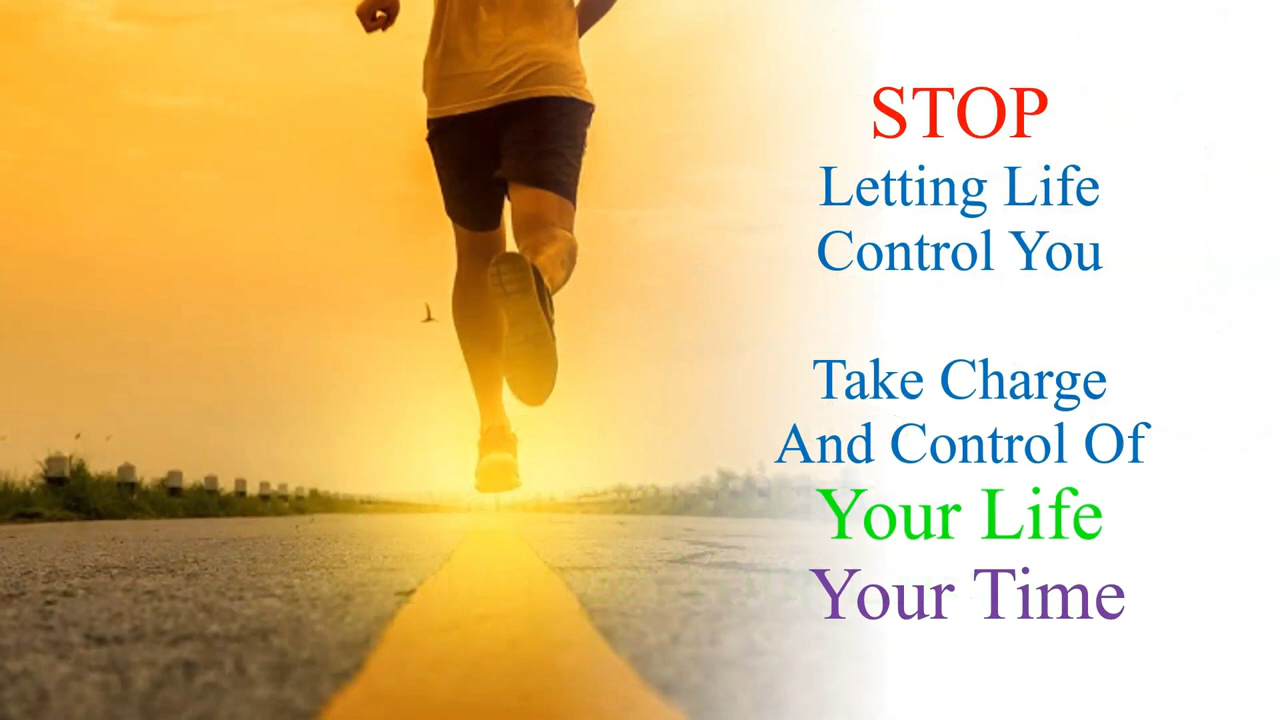 STOP
Letting Life
Control You
Take Charge
And Control Of
Your Life
Your Time